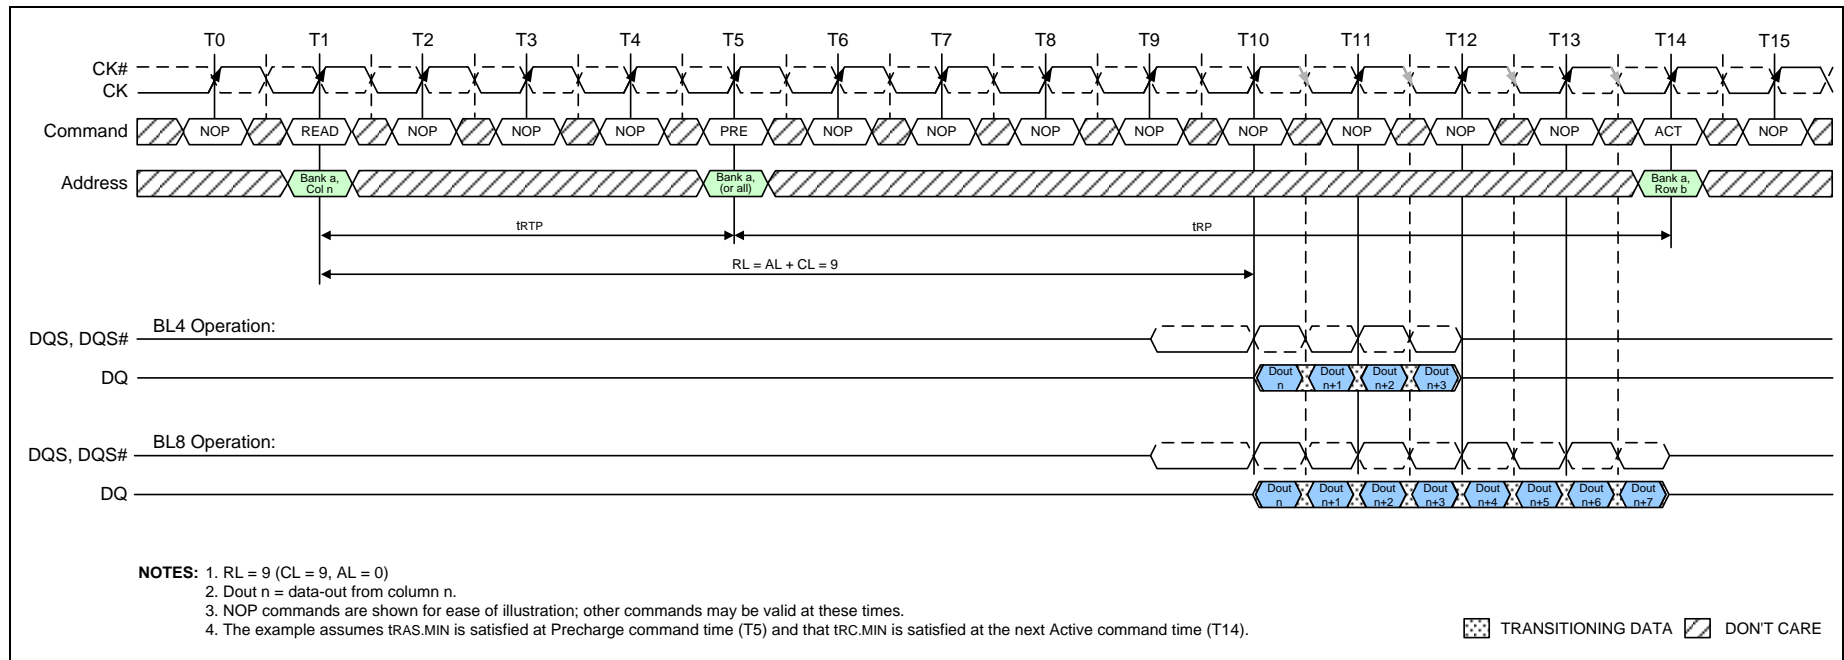 T0 T1 T2 T3 T4 T5 T6 T7 T8 T9 T10 T11 T12 T13 T14 T15
CK#
CK
Command NOP READ NOP NOP NOP PRE NOP NOP NOP NOP NOP NOP NOP NOP ACT NOP
Address
Bank a,
Col n
Bank a,
(or all)
Bank a,
Row b
tRTP
tRP
RL = AL + CL = 9
BL4 Operation:
DQS, DQS#
DQ
Dout
n
Dout
n+1
Dout
n+2
Dout
n+3
BL8 Operation:
DQS, DQS#
DQ
Dout
n
Dout
n+1
Dout
n+2
Dout
n+3
Dout
n+4
Dout
n+5
Dout
n+6
Dout
n+7
NOTES: 1. RL = 9 (CL = 9, AL = 0)
2. Dout n = data-out from column n.
3. NOP commands are shown for ease of illustration; other commands may be valid at these times.
4. The example assumes tRAS.MIN is satisfied at Precharge command time (T5) and that tRC.MIN is satisfied at the next Active command time (T14).
TRANSITIONING DATA
DON'T CARE